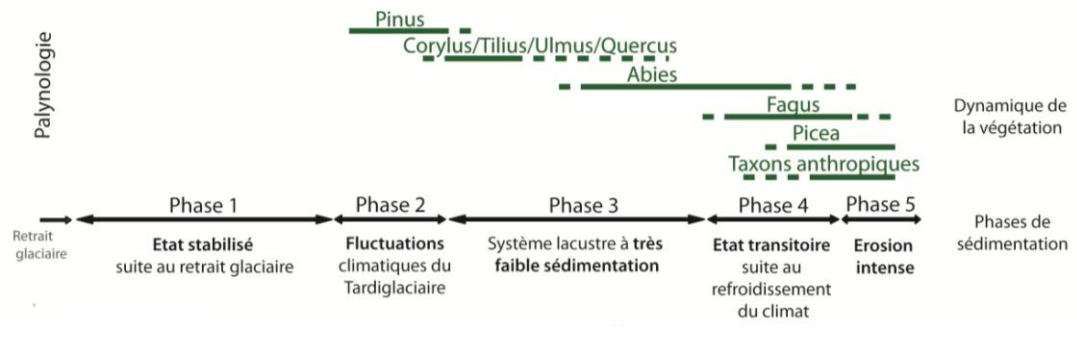 Palynologie
Pinus
Corylus/Tilius/Ulmus/Quercus
Abies
Fagus
Picea
Taxons anthropiques
Dynamique de
la végétation
Phase 1
Phase 2
Phase 3
Phase 4
Phase 5
Retrait
glaciaire
Etat stabilisé
suite au retrait glaciaire
Fluctuations
climatiques du
Tardiglaciaire
Système lacustre à très
faible sédimentation
Etat transitoire
suite au
refroidissement
du climat
Erosion
intense
Phases de
sédimentation